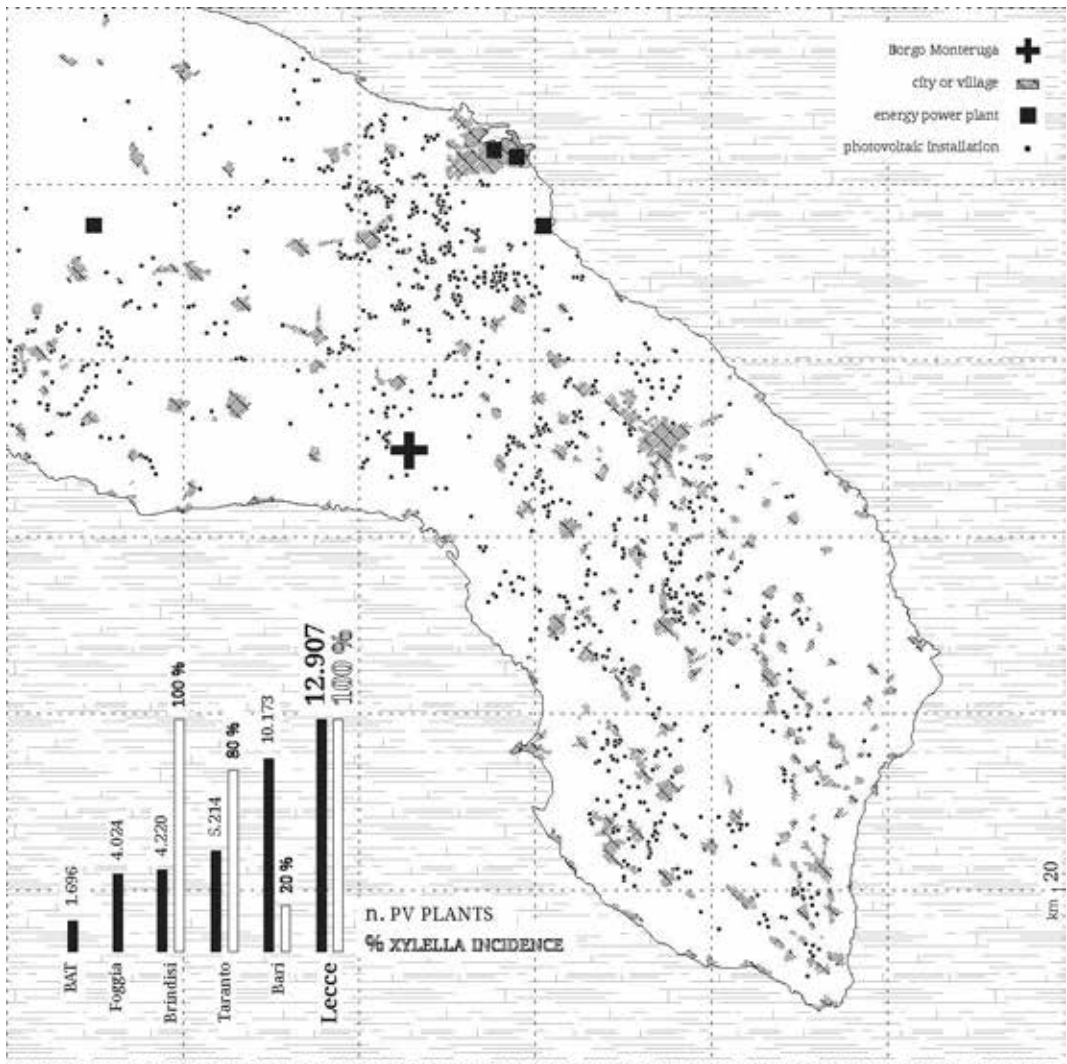 Borgo Monteruga
city or village
energy power plant
photovoltaic installation
12.907
100 %
100 %
10.173
80 %
5.214
4.220
4.024
20 %
1.696
20
km
n. PV PLANTS
% XYLELLA INCIDENCE
BAT
Foggia
Brindisi
Taranto
Bari
Lecce